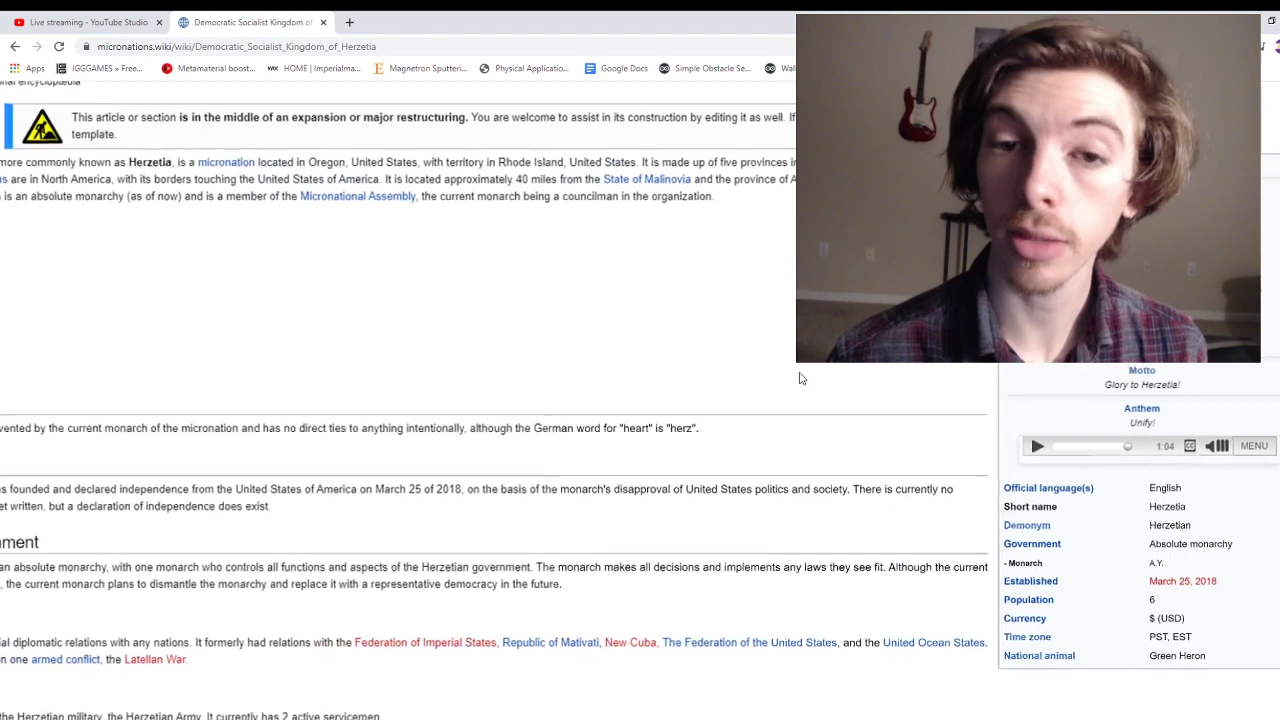 Live streaming - YouTube Studio
Democratic Socialist Kingdom of
micronations.wiki/wiki/Democratic_Socialist_Kingdom_of_Herzetia
Apps
IGGGAMES » Free...
Metamaterial boost...
HOME | Imperialma...
Magnetron Sputteri...
Physical Applicatio...
Google Docs
Simple Obstacle Se...
This article or section is in the middle of an expansion or major restructuring. You are welcome to assist in its construction by editing it as well. If
template.
more commonly known as Herzetia, is a micronation located in Oregon, United States, with territory in Rhode Island, United States. It is made up of five provinces
are in North America, with its borders touching the United States of America. It is located approximately 40 miles from the State of Malinovia and the province of
is an absolute monarchy (as of now) and is a member of the Micronational Assembly, the current monarch being a councilman in the organization.
vented by the current monarch of the micronation and has no direct ties to anything intentionally, although the German word for "heart" is "herz".
s founded and declared independence from the United States of America on March 25 of 2018, on the basis of the monarch's disapproval of United States politics and society. There is currently no
et written, but a declaration of independence does exist.
nment
an absolute monarchy, with one monarch who controls all functions and aspects of the Herzetian government. The monarch makes all decisions and implements any laws they see fit. Although the current
, the current monarch plans to dismantle the monarchy and replace it with a representative democracy in the future.
ial diplomatic relations with any nations. It formerly had relations with the Federation of Imperial States, Republic of Mativati, New Cuba, The Federation of the United States, and the United Ocean States.
n one armed conflict, the Latellan War.
the Herzetian military, the Herzetian Army. It currently has 2 active servicemen
Motto
Glory to Herzetia!
Anthem
Unify!
1:04
MENU
Official language(s) English
Short name Herzetia
Demonym Herzetian
Government Absolute monarchy
- Monarch A.Y.
Established March 25, 2018
Population 6
Currency $ (USD)
Time zone PST, EST
National animal Green Heron